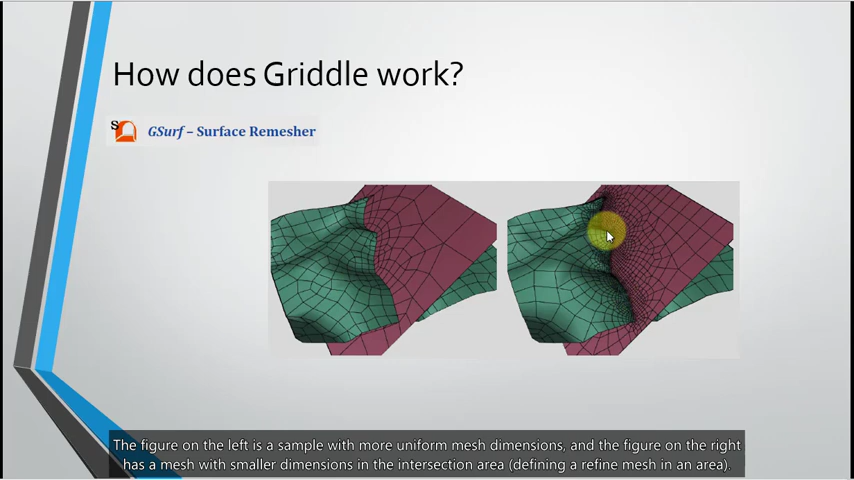 How does Griddle work?
S
GSurf – Surface Remesher
The figure on the left is a sample with more uniform mesh dimensions, and the figure on the right
has a mesh with smaller dimensions in the intersection area (defining a refine mesh in an area).